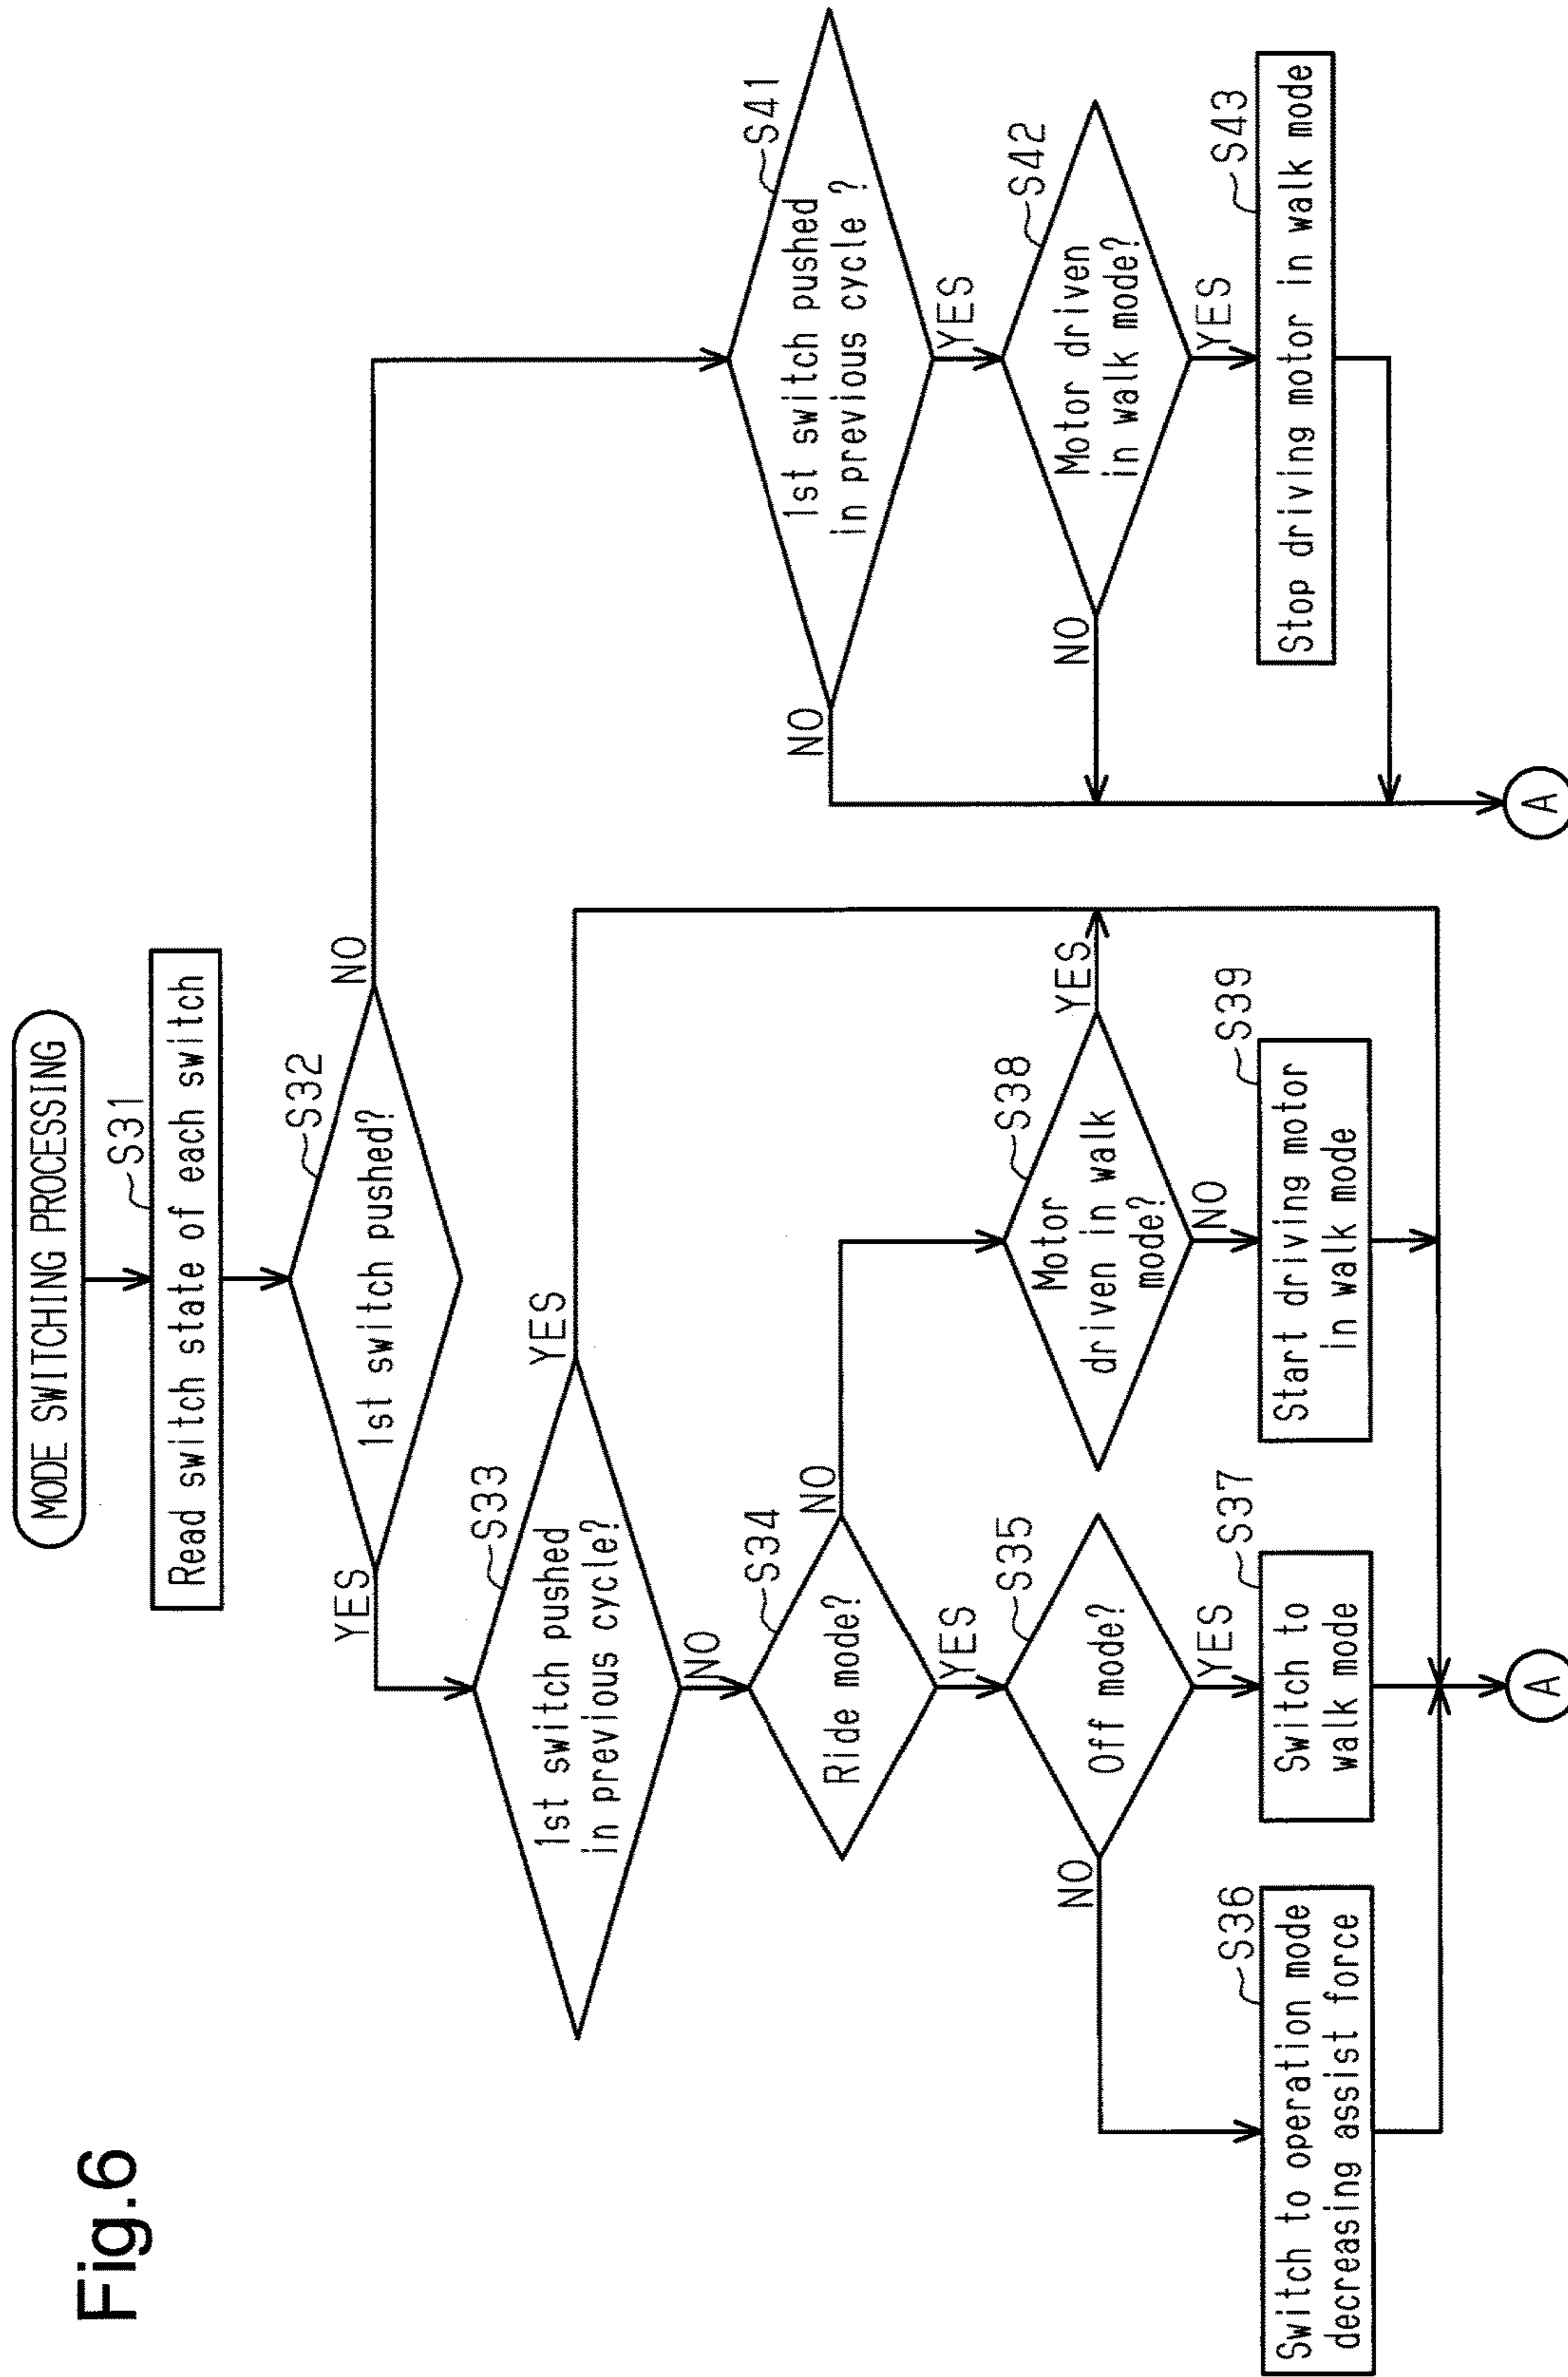 Fig.6
MODE SWITCHING PROCESSING
S31
Read switch state of each switch
S32
1st switch pushed?
YES
NO
S33
1st switch pushed
in previous cycle?
YES
NO
S34
Ride mode?
NO
YES
S35
Off mode?
NO
YES
S36
Switch to operation mode
decreasing assist force
S37
Switch to
walk mode
S38
Motor
driven in walk
mode?
YES
NO
S39
Start driving motor
in walk mode
A
S41
1st switch pushed
in previous cycle ?
NO
YES
S42
Motor driven
in walk mode?
NO
YES
S43
Stop driving motor in walk mode
A